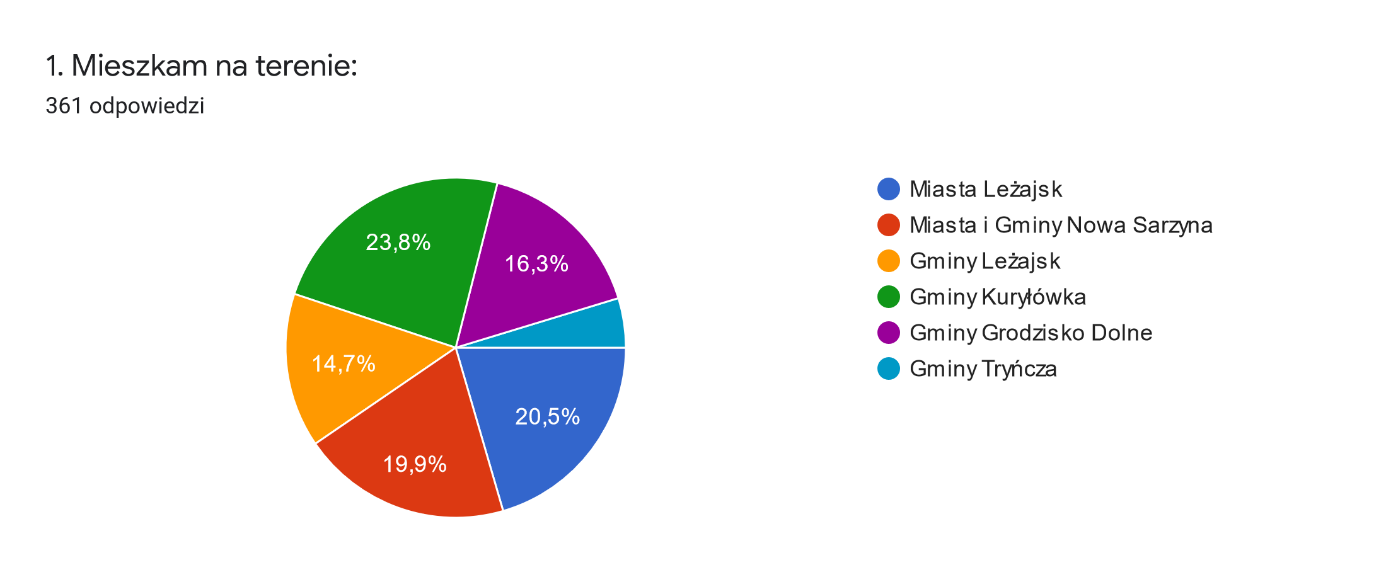 1. Mieszkam na terenie:
361 odpowiedzi
23,8%
16,3%
14,7%
20,5%
19,9%
Miasta Leżajsk
Miasta i Gminy Nowa Sarzyna
Gminy Leżajsk
Gminy Kuryłówka
Gminy Grodzisko Dolne
Gminy Tryńcza